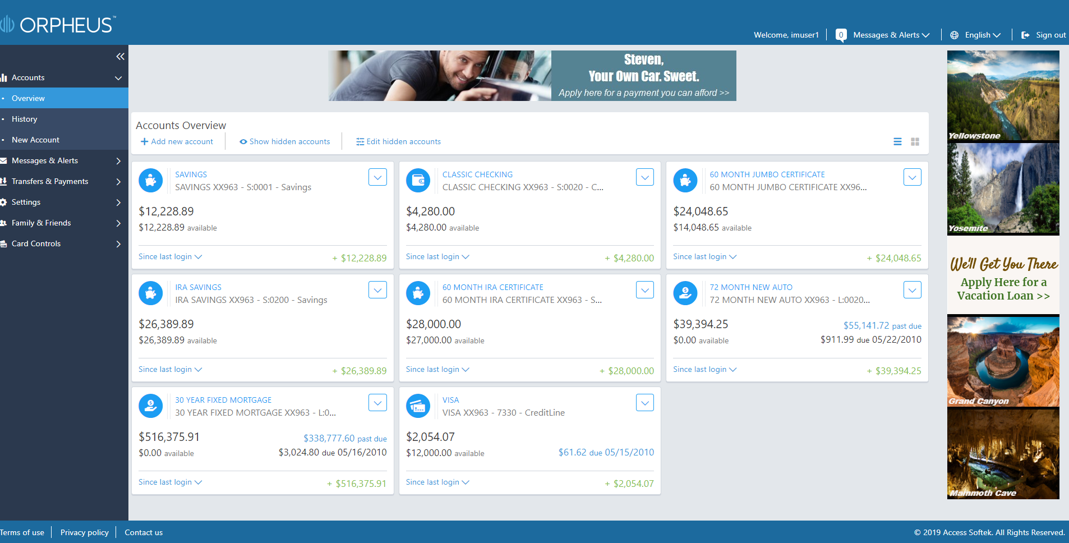 ORPHEUS™
Welcome, imuser1
0
Messages & Alerts
English
Sign out
Accounts
Overview
History
New Account
Messages & Alerts
Transfers & Payments
Settings
Family & Friends
Card Controls
Steven,
Your Own Car. Sweet.
Apply here for a payment you can afford >>
Accounts Overview
Add new account
Show hidden accounts
Edit hidden accounts
SAVINGS
SAVINGS XX963 - S:0001 - Savings
$12,228.89
$12,228.89 available
Since last login
+ $12,228.89
CLASSIC CHECKING
CLASSIC CHECKING XX963 - S:0020 - C...
$4,280.00
$4,280.00 available
Since last login
+ $4,280.00
60 MONTH JUMBO CERTIFICATE
60 MONTH JUMBO CERTIFICATE XX96...
$24,048.65
$14,048.65 available
Since last login
+ $24,048.65
IRA SAVINGS
IRA SAVINGS XX963 - S:0200 - Savings
$26,389.89
$26,389.89 available
Since last login
+ $26,389.89
60 MONTH IRA CERTIFICATE
60 MONTH IRA CERTIFICATE XX963 - S...
$28,000.00
$27,000.00 available
Since last login
+ $28,000.00
72 MONTH NEW AUTO
72 MONTH NEW AUTO XX963 - L:0020...
$39,394.25
$55,141.72 past due
$0.00 available
$911.99 due 05/22/2010
Since last login
+ $39,394.25
30 YEAR FIXED MORTGAGE
30 YEAR FIXED MORTGAGE XX963 - L:0...
$516,375.91
$338,777.60 past due
$0.00 available
$3,024.80 due 05/16/2010
Since last login
+ $516,375.91
VISA
VISA XX963 - 7330 - CreditLine
$2,054.07
$12,000.00 available
$61.62 due 05/15/2010
Since last login
+ $2,054.07
Yellowstone
Yosemite
We'll Get You There
Apply Here for a
Vacation Loan >>
Grand Canyon
Mammoth Cave
Terms of use
Privacy policy
Contact us
© 2019 Access Softek. All Rights Reserved.